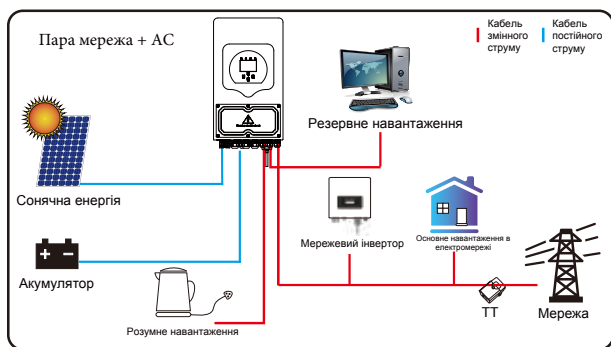 Пара мережа + АС
Кабель
змінного
струму
Кабель
постійного
струму
Резервне навантаження
Сонячна енергія
Мережевий інвертор
Основне навантаження в
електромережі
Акумулятор
ТТ
Мережа
Розумне навантаження